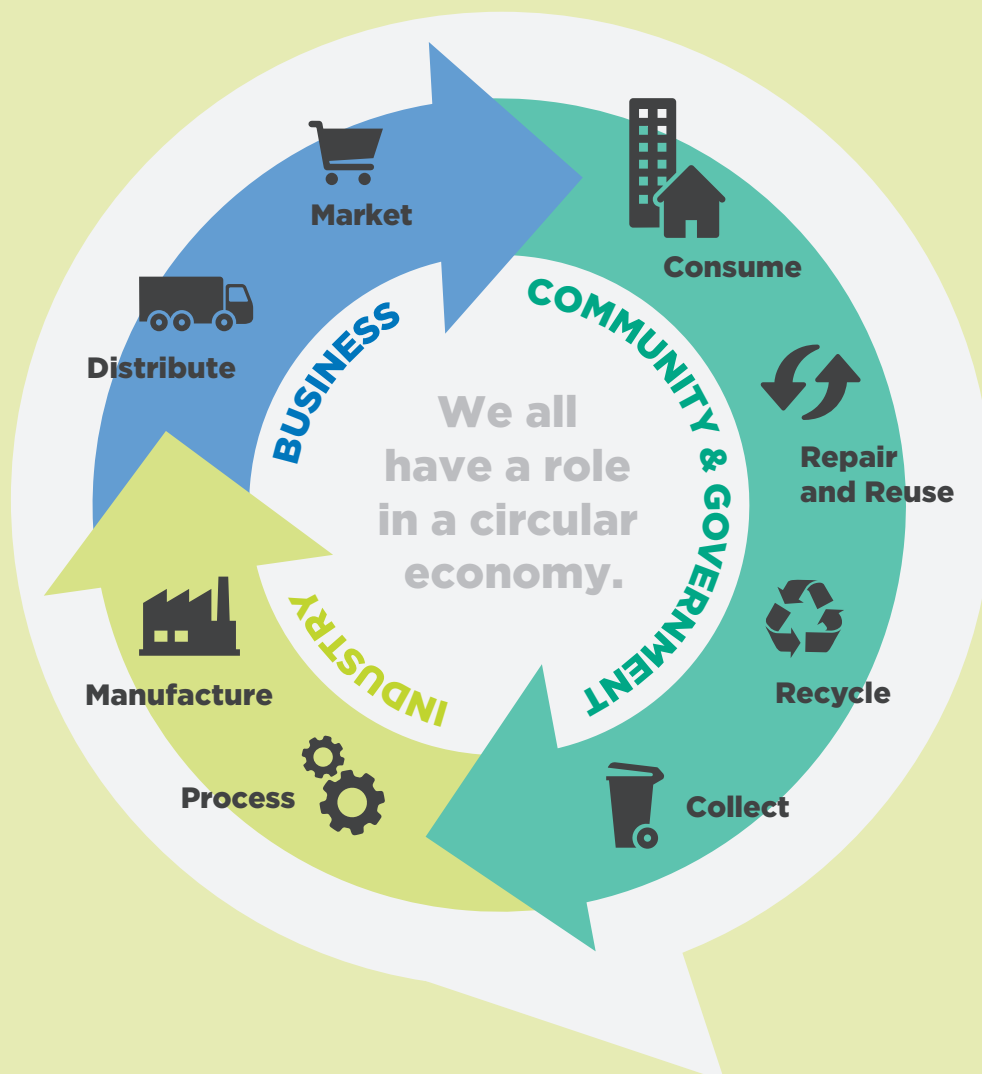 Market
Consume
Distribute
BUSINESS
COMMUNITY & GOVERNMENT
We all
have a role
in a circular
economy.
Repair
and Reuse
INDUSTRY
Manufacture
Recycle
Process
Collect